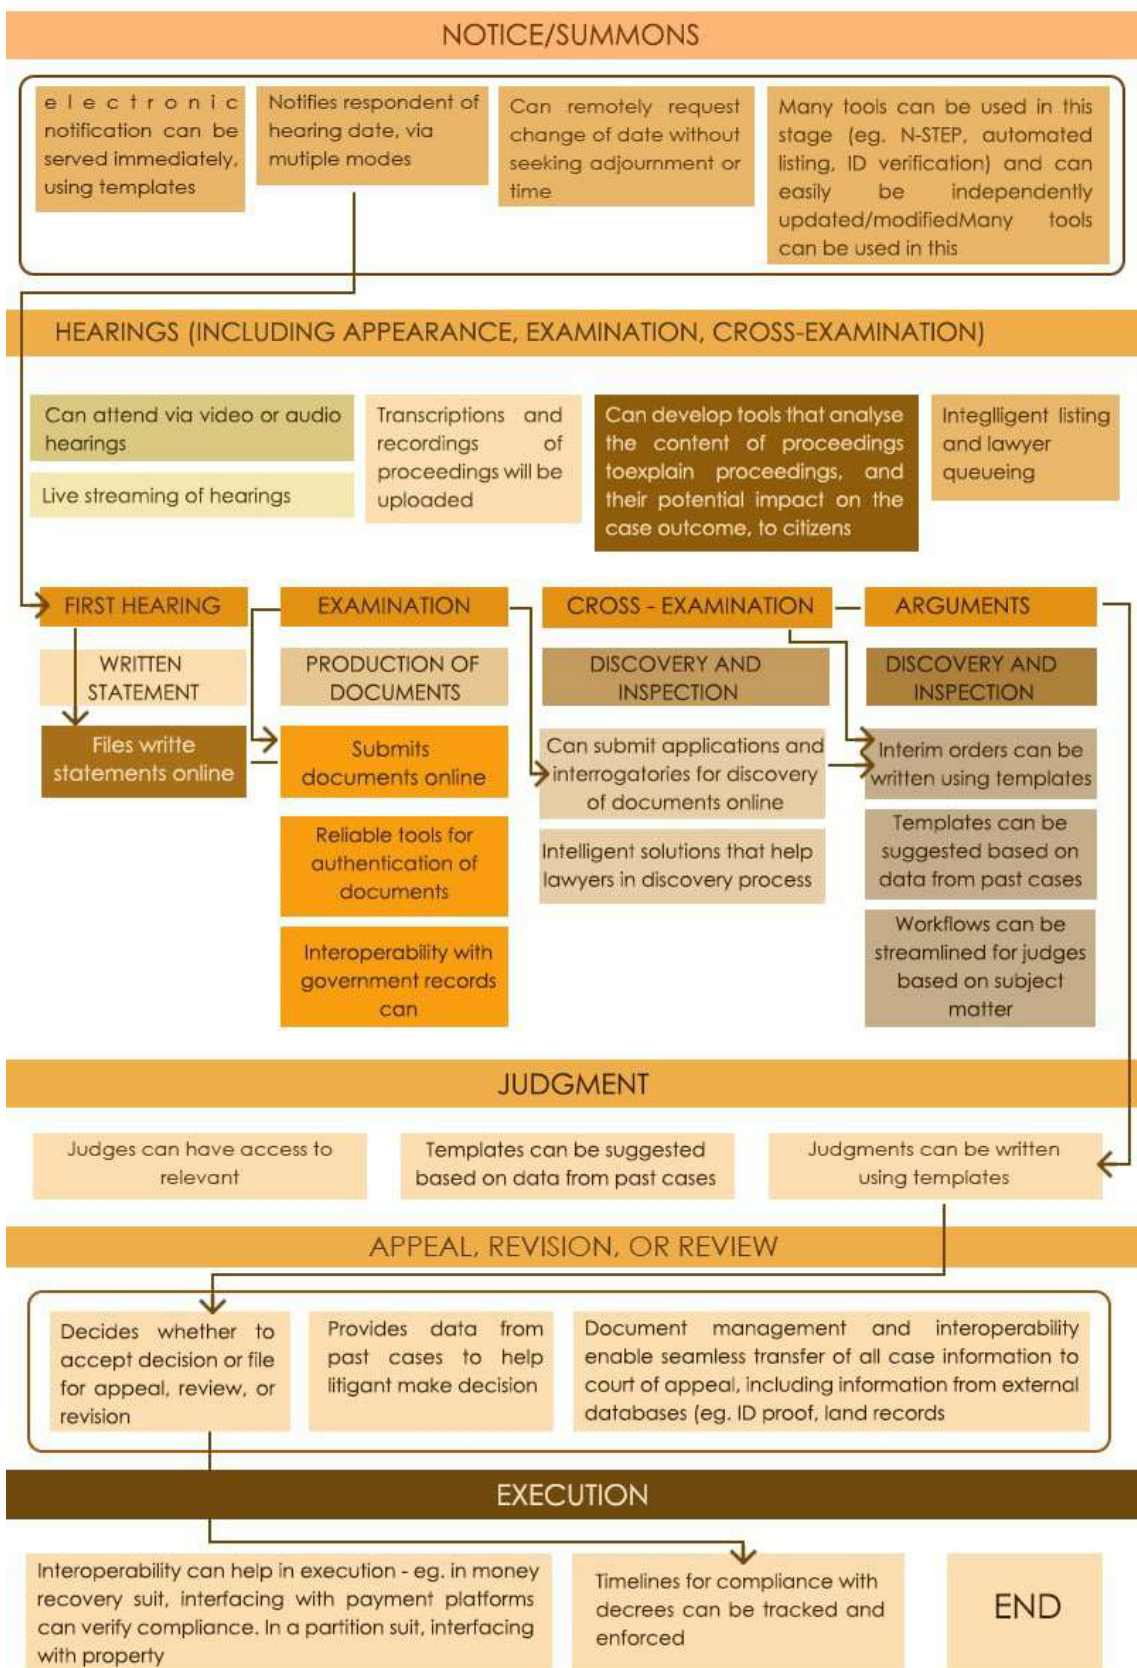 NOTICE/SUMMONS
electronic
notification can be
served immediately,
using templates
Notifies respondent of
hearing date, via
mutiple modes
Can remotely request
change of date without
seeking adjournment or
time
Many tools can be used in this
stage (eg. N-STEP, automated
listing, ID verification) and can
easily be independently
updated/modifiedMany tools
can be used in this
HEARINGS (INCLUDING APPEARANCE, EXAMINATION, CROSS-EXAMINATION)
Can attend via video or audio
hearings
Live streaming of hearings
Transcriptions and
recordings of
proceedings will be
uploaded
Can develop tools that analyse
the content of proceedings
toexplain proceedings, and
their potential impact on the
case outcome, to citizens
Integlligent listing
and lawyer
queueing
FIRST HEARING
WRITTEN
STATEMENT
Files writte
statements online
EXAMINATION
PRODUCTION OF
DOCUMENTS
Submits
documents online
Reliable tools for
authentication of
documents
Interoperability with
government records
can
CROSS - EXAMINATION
DISCOVERY AND
INSPECTION
Can submit applications and
interrogatories for discovery
of documents online
Intelligent solutions that help
lawyers in discovery process
ARGUMENTS
DISCOVERY AND
INSPECTION
Interim orders can be
written using templates
Templates can be
suggested based on
data from past cases
Workflows can be
streamlined for judges
based on subject
matter
JUDGMENT
Judges can have access to
relevant
Templates can be suggested
based on data from past cases
Judgments can be written
using templates
APPEAL, REVISION, OR REVIEW
Decides whether to
accept decision or file
for appeal, review, or
revision
Provides data from
past cases to help
litigant make decision
Document management and interoperability
enable seamless transfer of all case information to
court of appeal, including information from external
databases (eg. ID proof, land records
EXECUTION
Interoperability can help in execution - eg. in money
recovery suit, interfacing with payment platforms
can verify compliance. In a partition suit, interfacing
with property
Timelines for compliance with
decrees can be tracked and
enforced
END